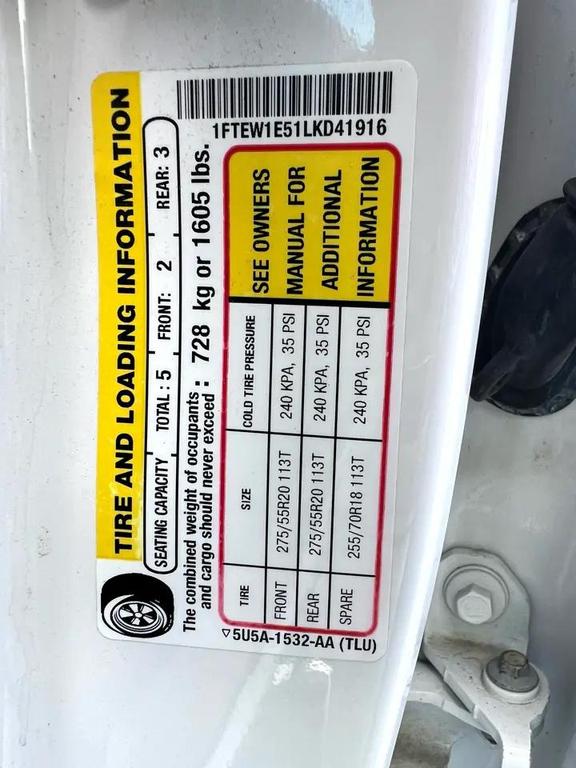 TIRE AND LOADING INFORMATION
SEATING CAPACITY TOTAL : 5 FRONT: 2 REAR: 3
The combined weight of occupants
and cargo should never exceed : 728 kg or 1605 lbs.
TIRE SIZE COLD TIRE PRESSURE
FRONT 275/55R20 113T 240 KPA, 35 PSI
REAR 275/55R20 113T 240 KPA, 35 PSI
SPARE 255/70R18 113T 240 KPA, 35 PSI
SEE OWNERS
MANUAL FOR
ADDITIONAL
INFORMATION
▽5U5A-1532-AA (TLU)
1FTEW1E51LKD41916